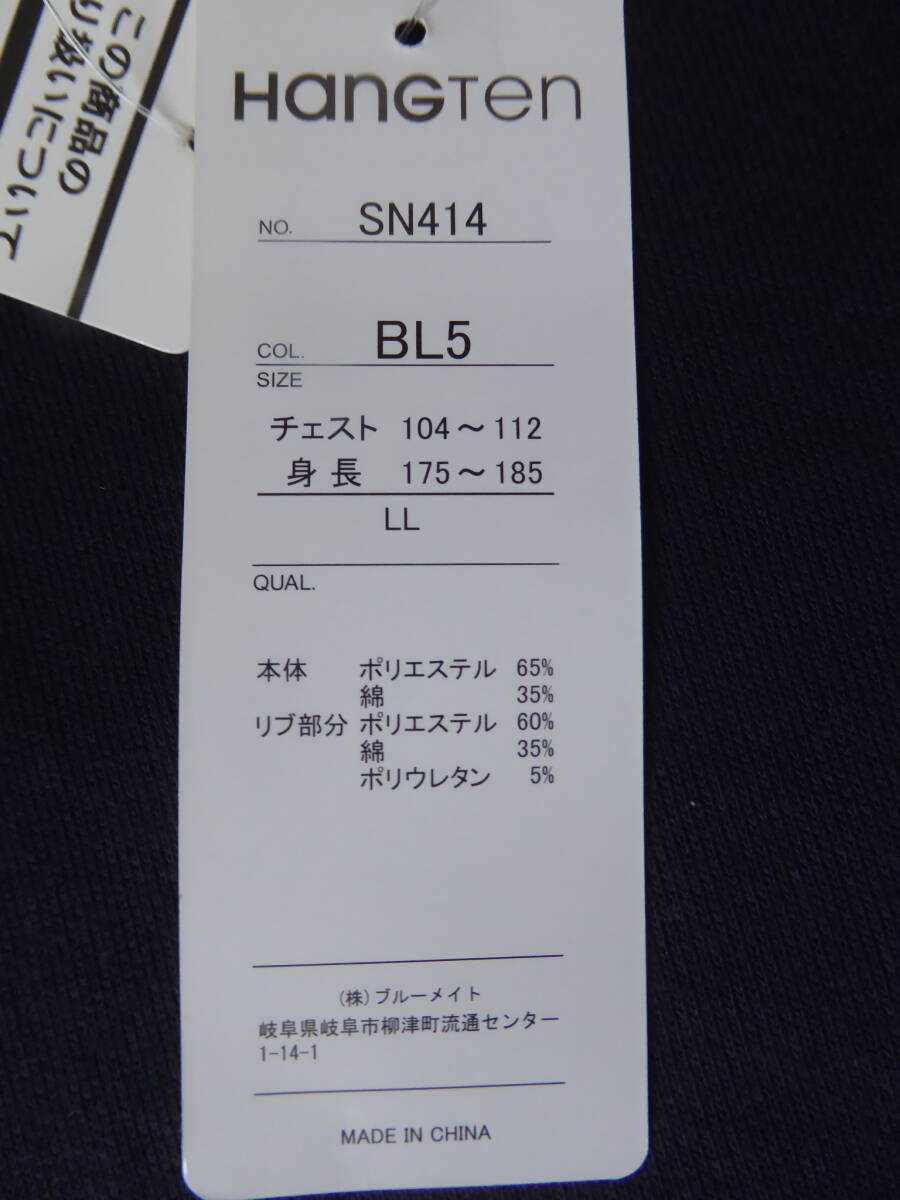 この商品の
り扱いについて
HangTen
NO. SN414
COL. BL5
SIZE
チェスト 104～112
身長 175～185
LL
QUAL.
本体 ポリエステル 65%
綿 35%
リブ部分 ポリエステル 60%
綿 35%
ポリウレタン 5%
(株)ブルーメイト
岐阜県岐阜市柳津町流通センター
1-14-1
MADE IN CHINA